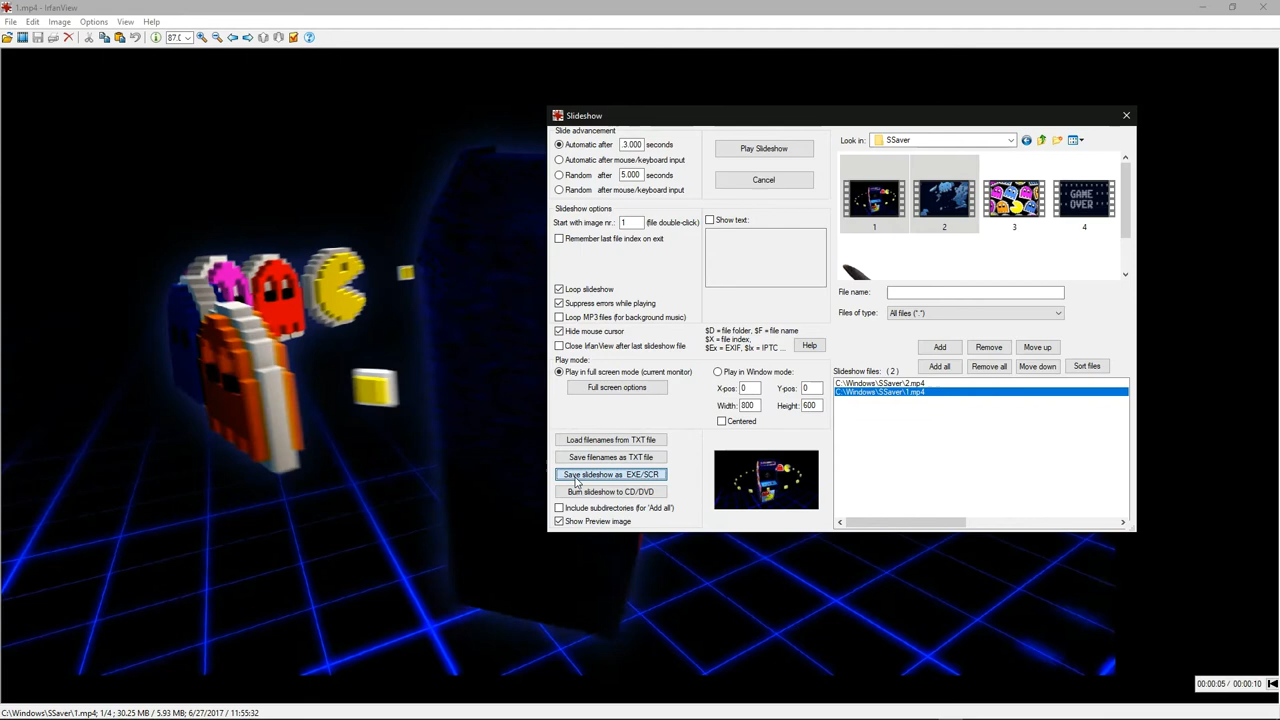 1.mp4 - IrfanView
File Edit Image Options View Help
87.0
Slideshow
Slide advancement
Automatic after .3.000 seconds
Automatic after mouse/keyboard input
Random after 5.000 seconds
Random after mouse/keyboard input
Play Slideshow
Cancel
Slideshow options
Start with image nr.: 1 (file double-click)
Remember last file index on exit
Show text:
Loop slideshow
Suppress errors while playing
Loop MP3 files (for background music)
Hide mouse cursor
Close IrfanView after last slideshow file
$D = file folder, $F = file name
$X = file index,
$Ex = EXIF, $Ix = IPTC ...
Help
Play mode:
Play in full screen mode (current monitor)
Full screen options
Play in Window mode:
X-pos: 0 Y-pos: 0
Width: 800 Height: 600
Centered
Load filenames from TXT file
Save filenames as TXT file
Save slideshow as EXE/SCR
Burn slideshow to CD/DVD
Include subdirectories (for 'Add all')
Show Preview image
Look in: SSaver
GAME
OVER
1 2 3 4
File name:
Files of type: All files (*.*)
Add Remove Move up
Add all Remove all Move down Sort files
Slideshow files: ( 2 )
C:\Windows\SSaver\2.mp4
C:\Windows\SSaver\1.mp4
00:00:05 / 00:00:10
C:\Windows\SSaver\1.mp4; 1/4 ; 30.25 MB / 5.93 MB; 6/27/2017 / 11:55:32